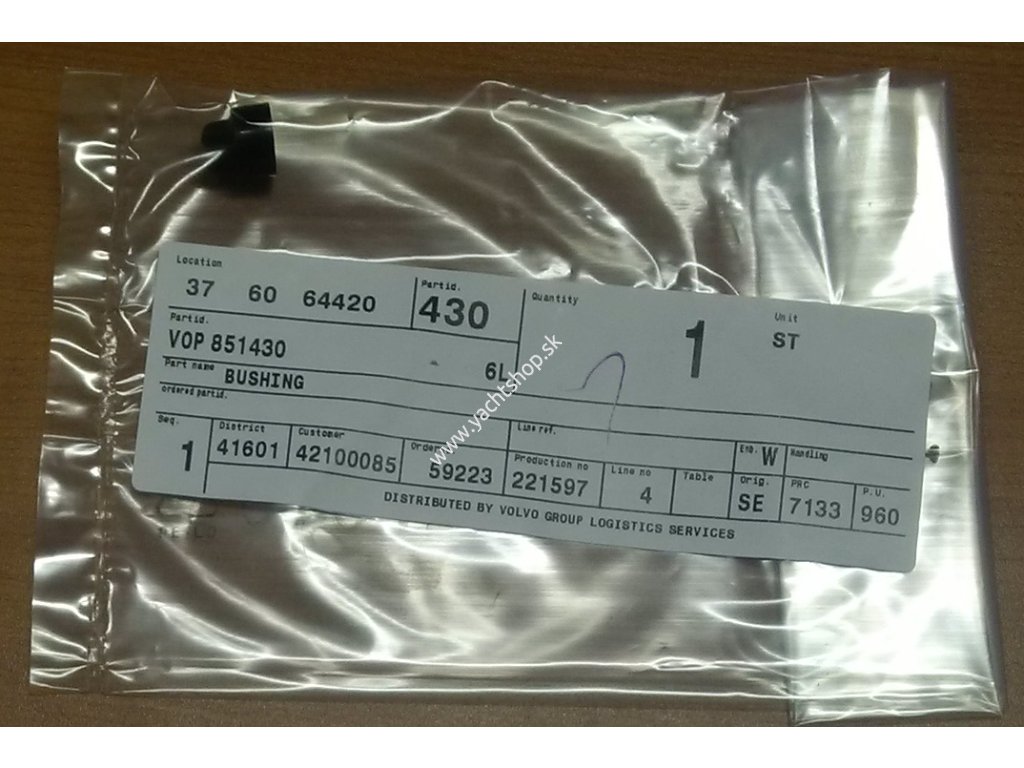 Location
37 60 64420
Partid.
430
Quantity
1
Unit
ST
Partid.
VOP 851430
6L
Part name
BUSHING
ordered partid.
www.yachtshop.sk
Seq.
1
District
41601
Customer
42100085
Order
59223
Line ref.
Production no
221597
Line no
4
Table
Emb.
W
Handling
Orig.
SE
PRC
7133
P.U.
960
DISTRIBUTED BY VOLVO GROUP LOGISTICS SERVICES